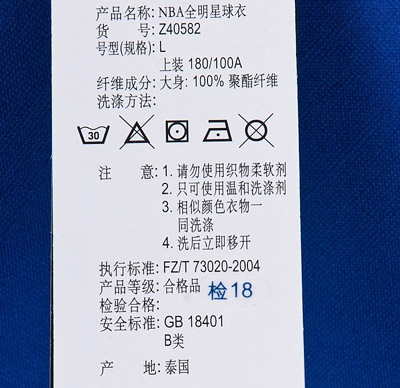 产品名称: NBA全明星球衣
货 号: Z40582
号型(规格): L
上装 180/100A
纤维成分: 大身: 100% 聚酯纤维
洗涤方法:
30
注 意: 1. 请勿使用织物柔软剂
2. 只可使用温和洗涤剂
3. 相似颜色衣物一
同洗涤
4. 洗后立即移开
执行标准: FZ/T 73020-2004
产品等级: 合格品
检验合格: 检18
安全标准: GB 18401
B类
产 地: 泰国